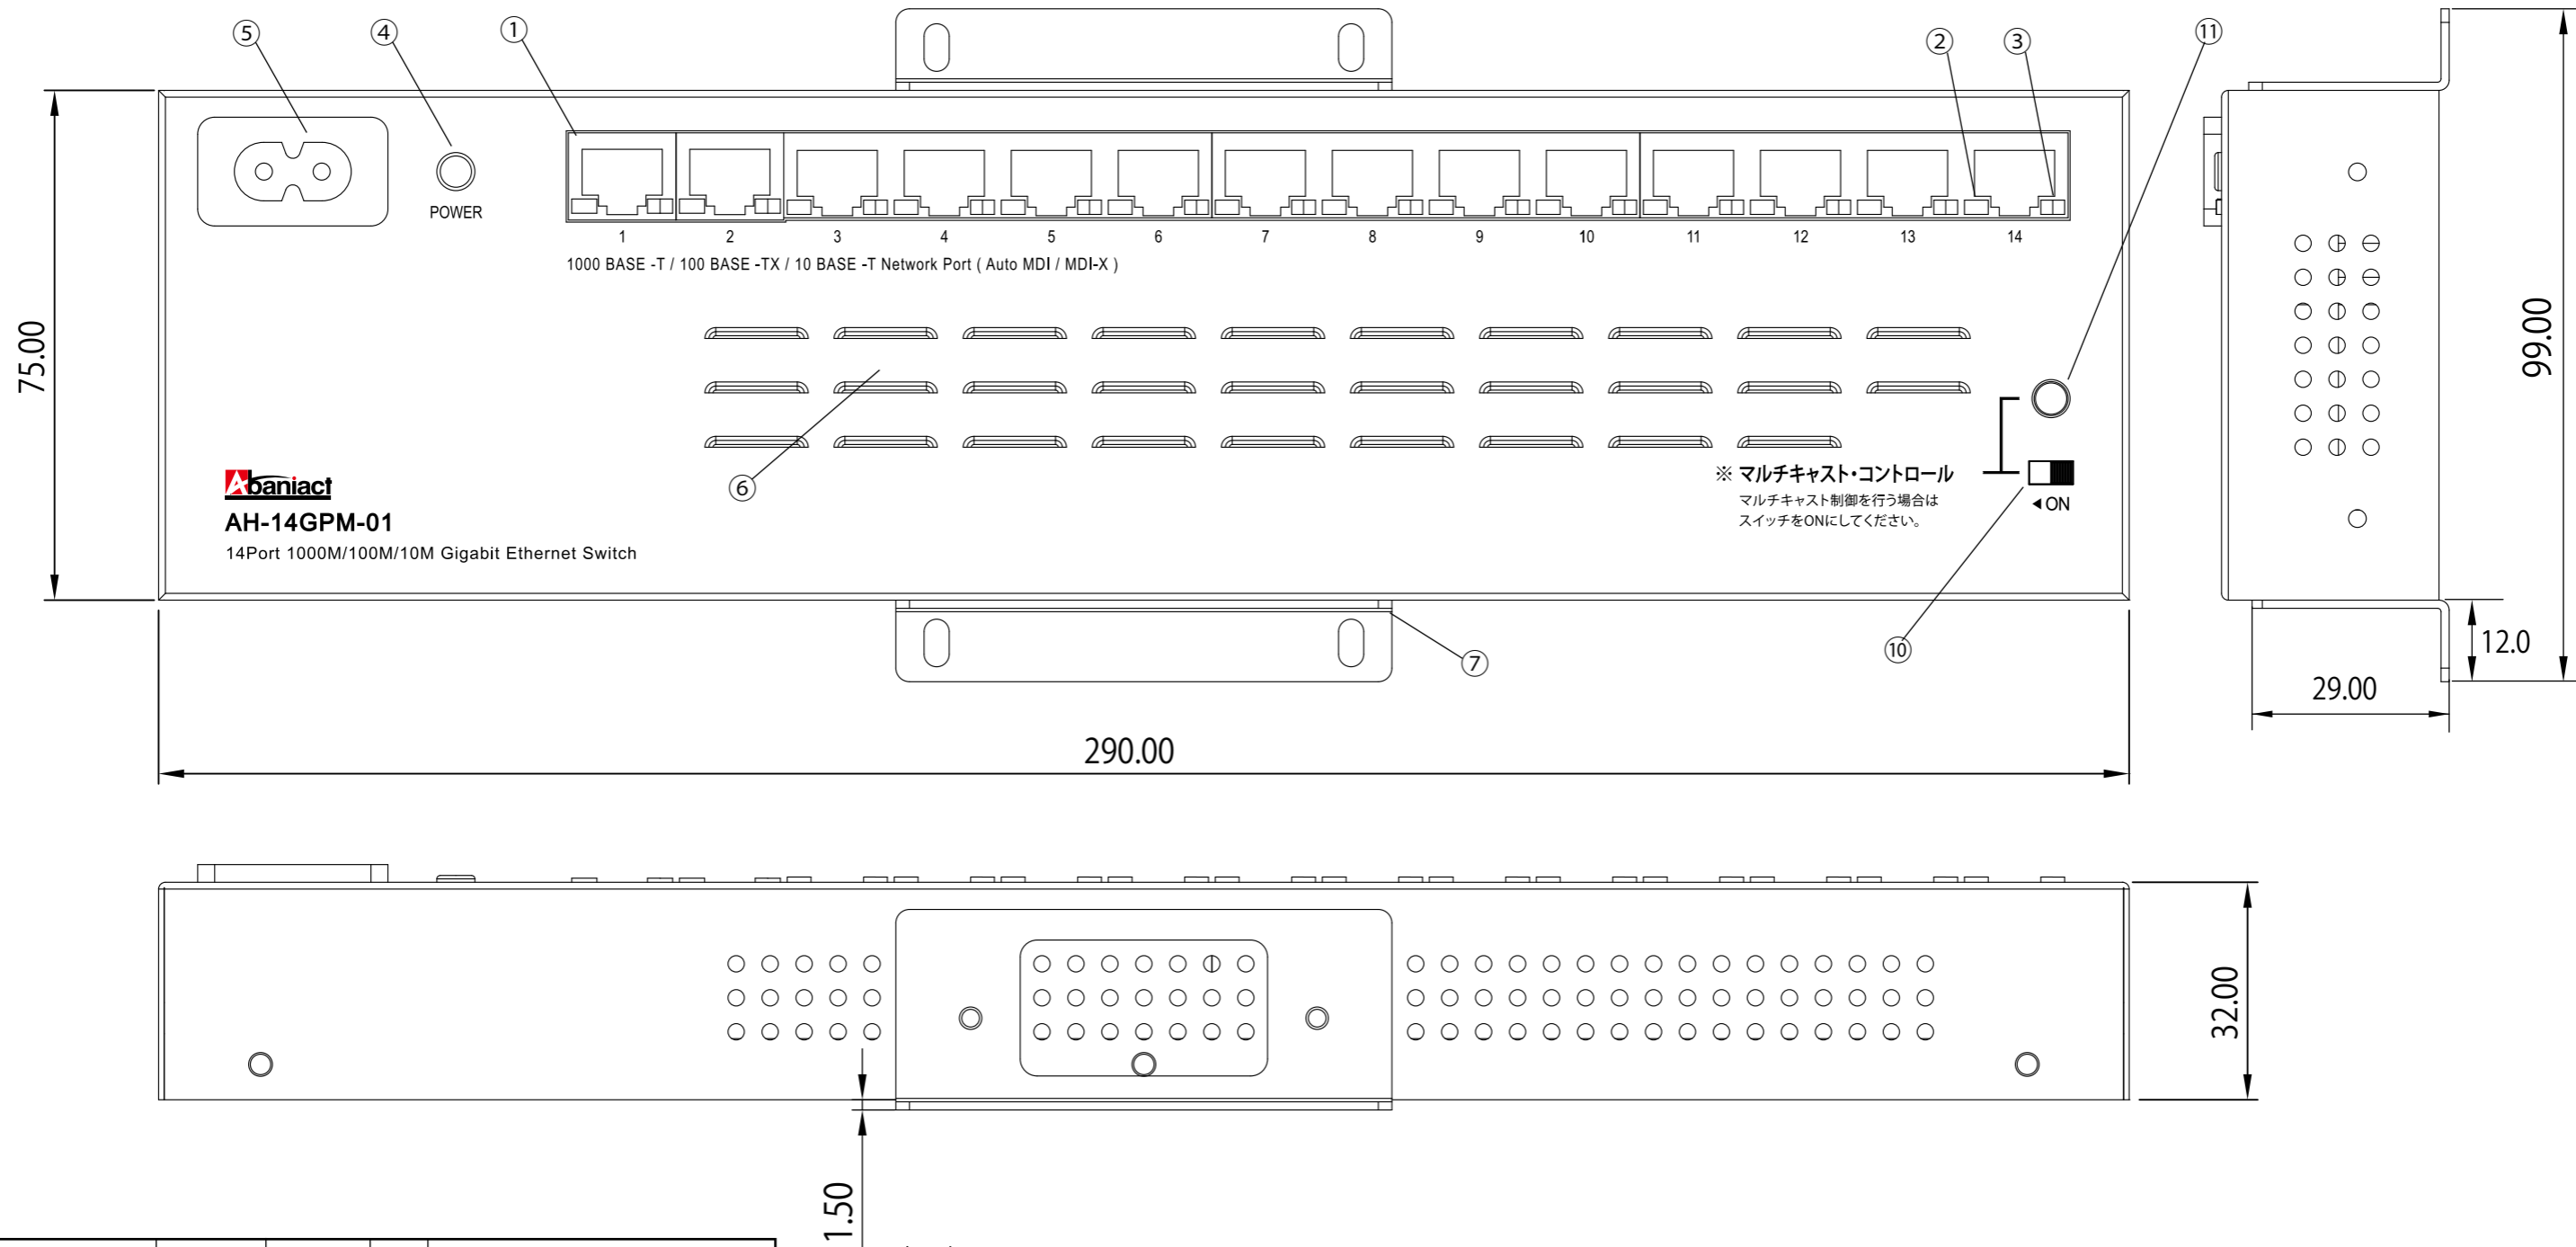 ⑤ ④ ① ② ③ ⑪
POWER
1 2 3 4 5 6 7 8 9 10 11 12 13 14
1000 BASE -T / 100 BASE -TX / 10 BASE -T Network Port ( Auto MDI / MDI-X )
75.00
99.00
⑥
※ マルチキャスト・コントロール
マルチキャスト制御を行う場合は
スイッチをONにしてください。
◀ ON
Abaniact
AH-14GPM-01
14Port 1000M/100M/10M Gigabit Ethernet Switch
⑦
⑩
12.0
29.00
290.00
32.00
1.50